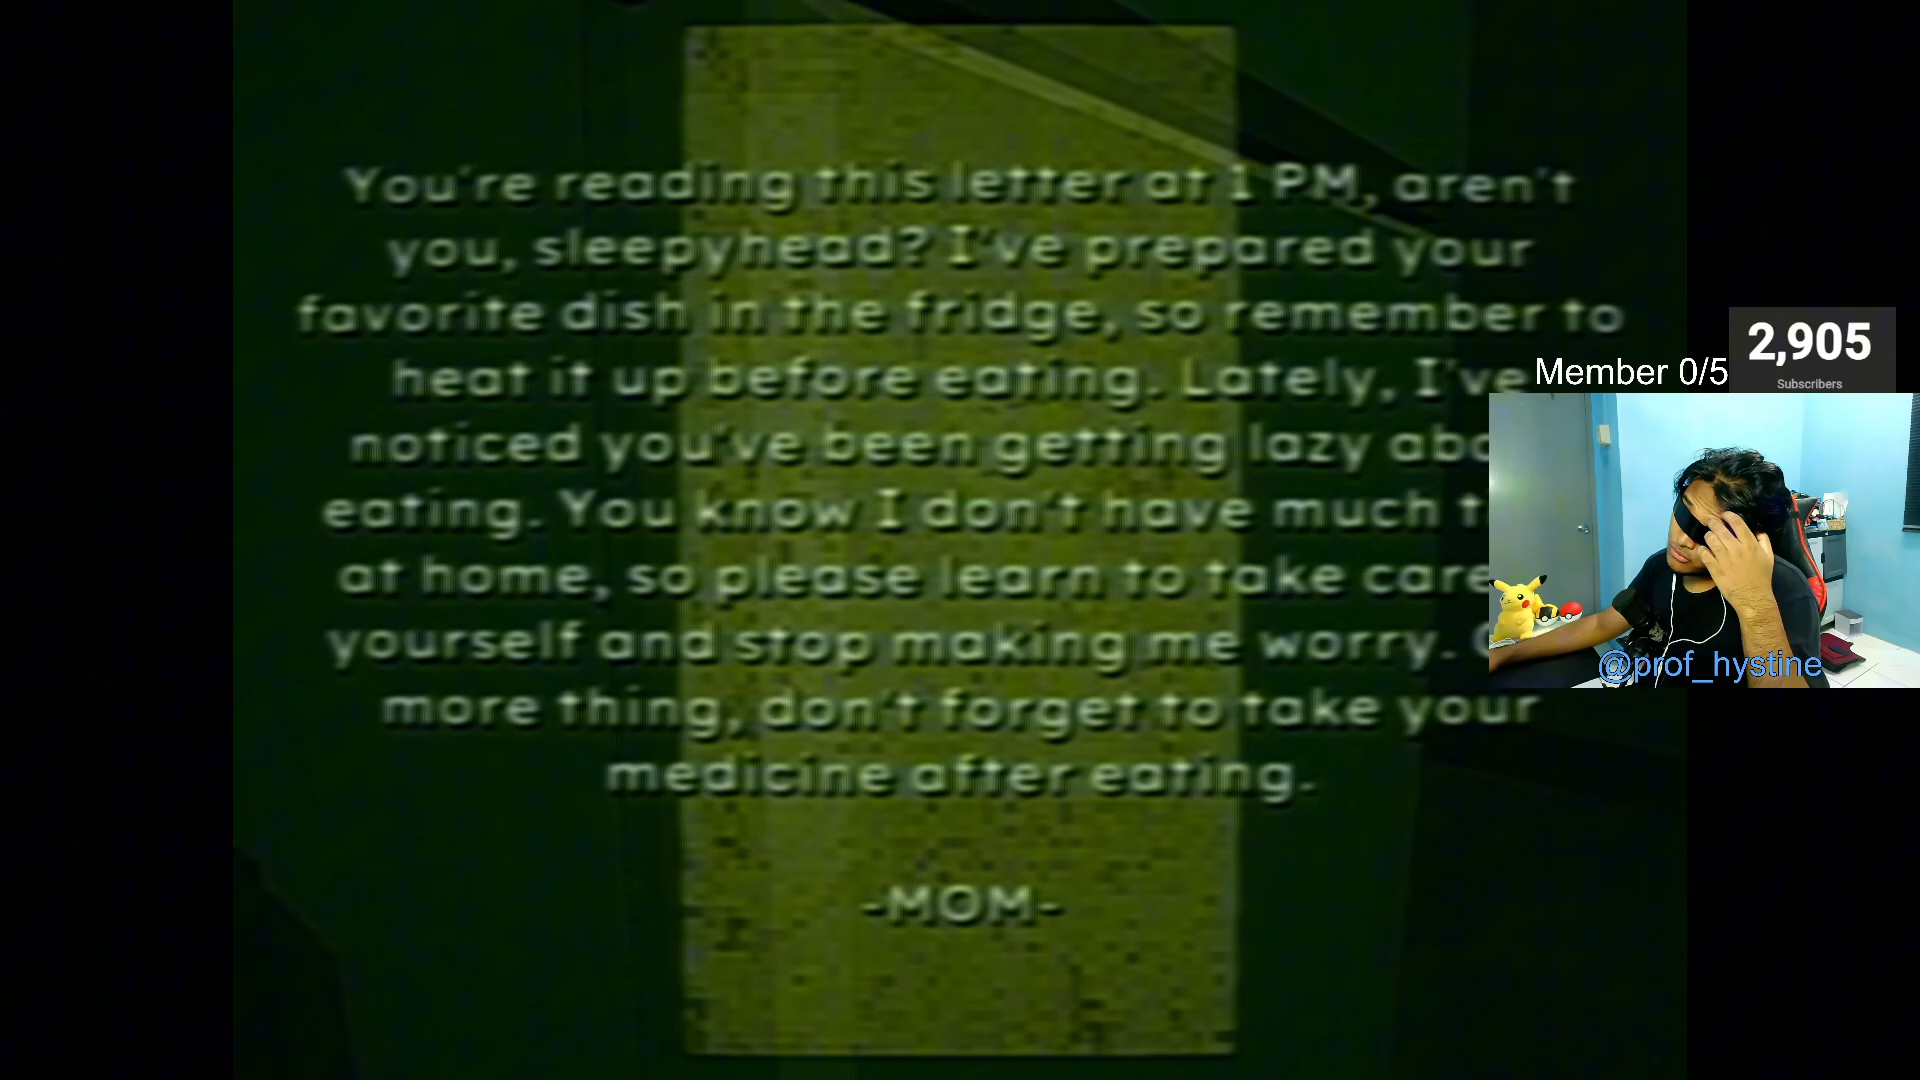 You're reading this letter at 1 PM, aren't
you, sleepyhead? I've prepared your
favorite dish in the fridge, so remember to
heat it up before eating. Lately, I've
noticed you've been getting lazy
eating. You know I don't have much
at home, so please learn to take care
yourself and stop making me worry.
more thing, don't forget to take your
medicine after eating.
-MOM-
2,905
Subscribers
Member 0/5
@prof_hystine